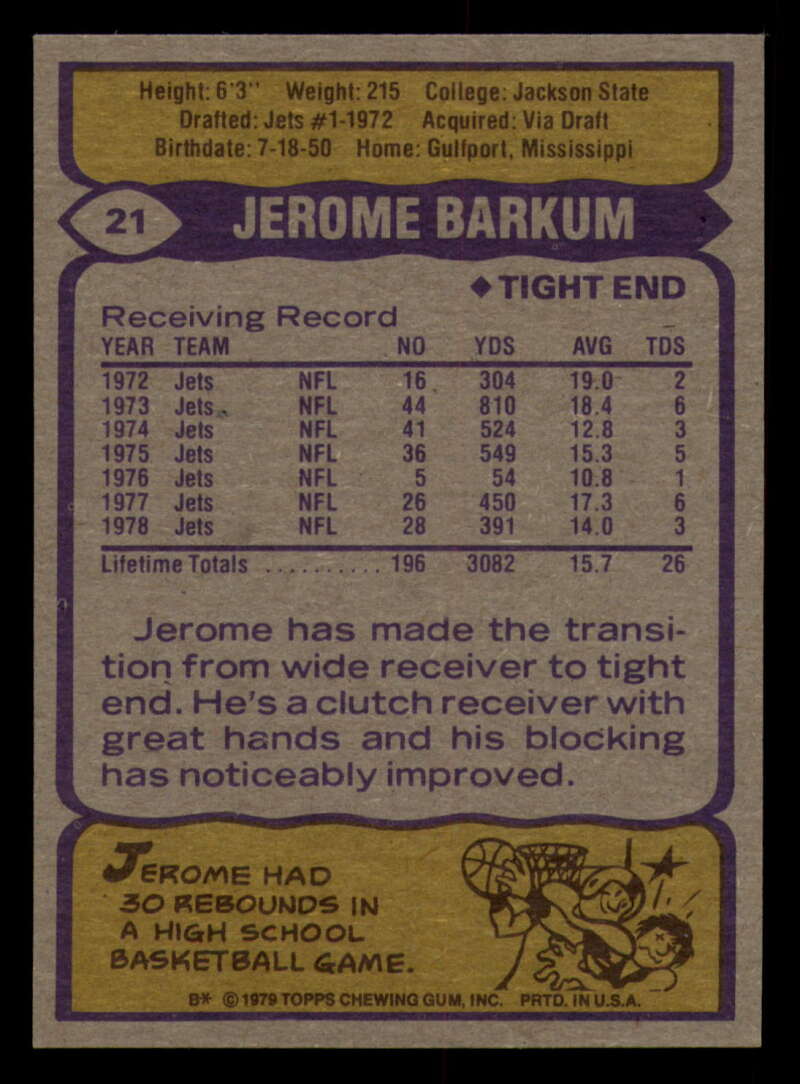 Height: 6'3" Weight: 215 College: Jackson State
Drafted: Jets #1-1972 Acquired: Via Draft
Birthdate: 7-18-50 Home: Gulfport, Mississippi
21 JEROME BARKUM
◆ TIGHT END
Receiving Record
YEAR TEAM NO YDS AVG TDS
1972 Jets NFL 16 304 19.0 2
1973 Jets NFL 44 810 18.4 6
1974 Jets NFL 41 524 12.8 3
1975 Jets NFL 36 549 15.3 5
1976 Jets NFL 5 54 10.8 1
1977 Jets NFL 26 450 17.3 6
1978 Jets NFL 28 391 14.0 3
Lifetime Totals .......... 196 3082 15.7 26
Jerome has made the transi-
tion from wide receiver to tight
end. He's a clutch receiver with
great hands and his blocking
has noticeably improved.
JEROME HAD
30 REBOUNDS IN
A HIGH SCHOOL
BASKETBALL GAME.
B* © 1979 TOPPS CHEWING GUM, INC. PRTD. IN U.S.A.